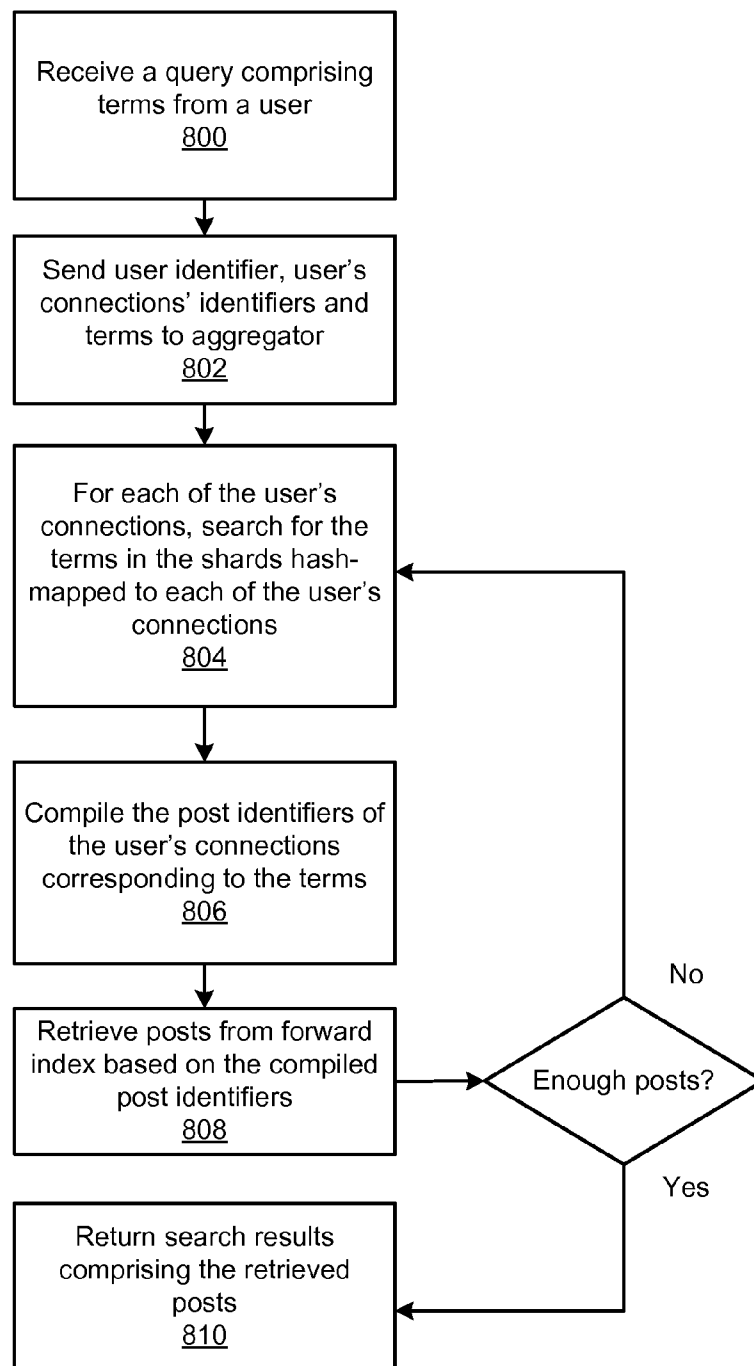 Receive a query comprising
terms from a user
800
Send user identifier, user's
connections' identifiers and
terms to aggregator
802
For each of the user's
connections, search for the
terms in the shards hash-
mapped to each of the user's
connections
804
Compile the post identifiers of
the user's connections
corresponding to the terms
806
Retrieve posts from forward
index based on the compiled
post identifiers
808
No
Enough posts?
Yes
Return search results
comprising the retrieved
posts
810